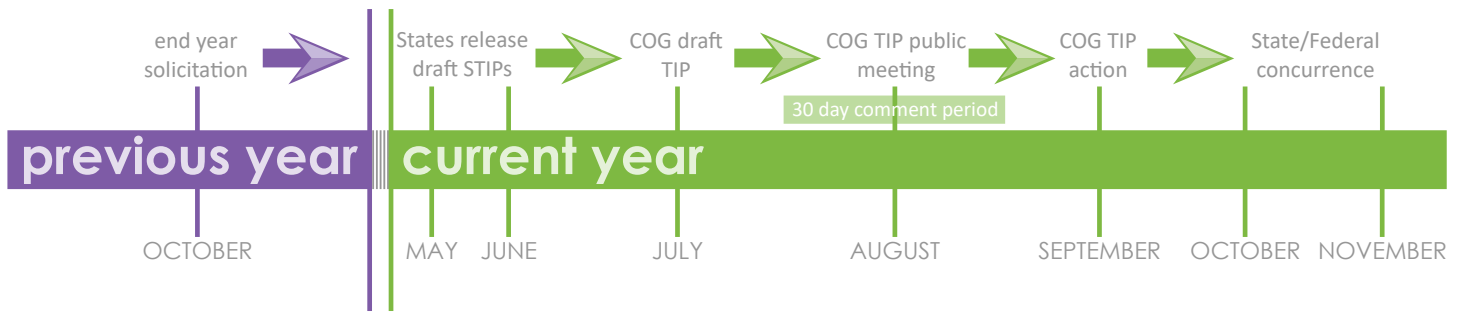 end year
solicitation
States release
draft STIPs
COG draft
TIP
COG TIP public
meeting
COG TIP
action
State/Federal
concurrence
30 day comment period
previous year
current year
OCTOBER
MAY
JUNE
JULY
AUGUST
SEPTEMBER
OCTOBER
NOVEMBER